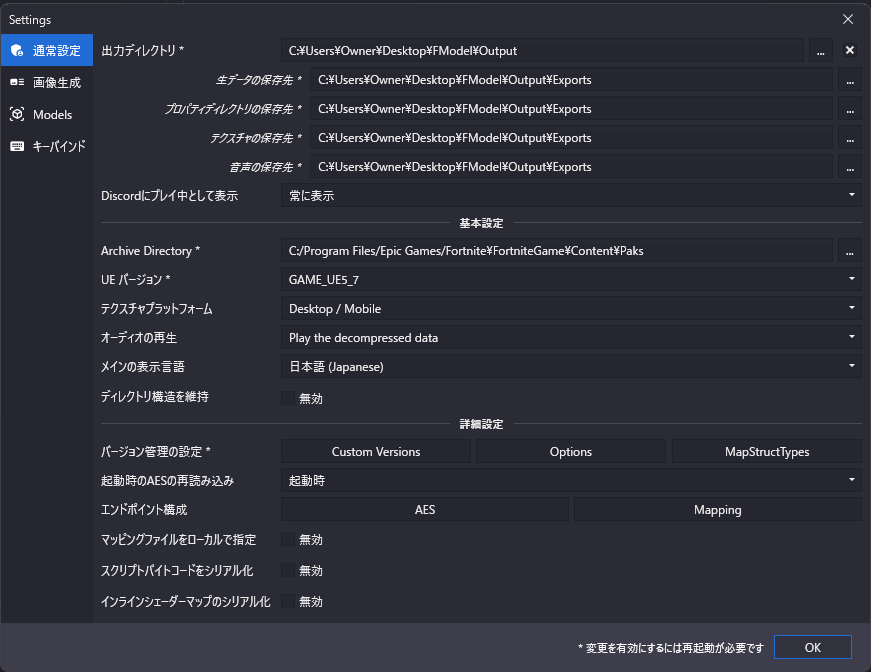 Settings
通常設定
画像生成
Models
キーバインド
出力ディレクトリ * C:¥Users¥Owner¥Desktop¥FModel¥Output ...
主データの保存先 * C:¥Users¥Owner¥Desktop¥FModel¥Output¥Exports ...
プロパティディレクトリの保存先 * C:¥Users¥Owner¥Desktop¥FModel¥Output¥Exports ...
テクスチャの保存先 * C:¥Users¥Owner¥Desktop¥FModel¥Output¥Exports ...
音声の保存先 * C:¥Users¥Owner¥Desktop¥FModel¥Output¥Exports ...
Discordにプレイ中として表示 常に表示
基本設定
Archive Directory * C:/Program Files/Epic Games/Fortnite¥FortniteGame¥Content¥Paks ...
UE バージョン * GAME_UE5_7
テクスチャプラットフォーム Desktop / Mobile
オーディオの再生 Play the decompressed data
メインの表示言語 日本語 (Japanese)
ディレクトリ構造を維持 無効
詳細設定
バージョン管理の設定 * Custom Versions Options MapStructTypes
起動時のAESの再読み込み 起動時
エンドポイント構成 AES Mapping
マッピングファイルをローカルで指定 無効
スクリプトバイトコードをシリアル化 無効
インラインシェーダーマップのシリアル化 無効
* 変更を有効にするには再起動が必要です OK